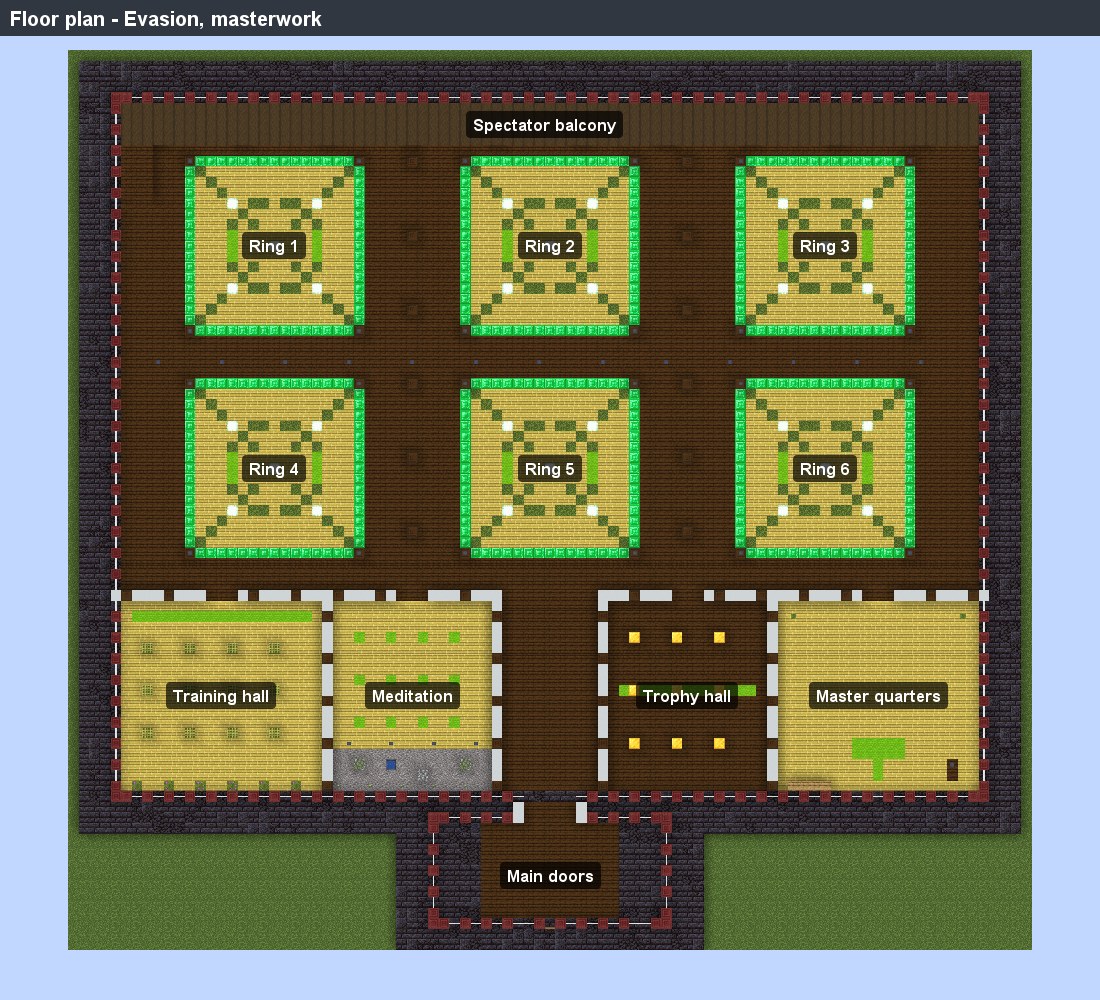 Floor plan - Evasion, masterwork
Spectator balcony
Ring 1
Ring 2
Ring 3
Ring 4
Ring 5
Ring 6
Training hall
Meditation
Trophy hall
Master quarters
Main doors